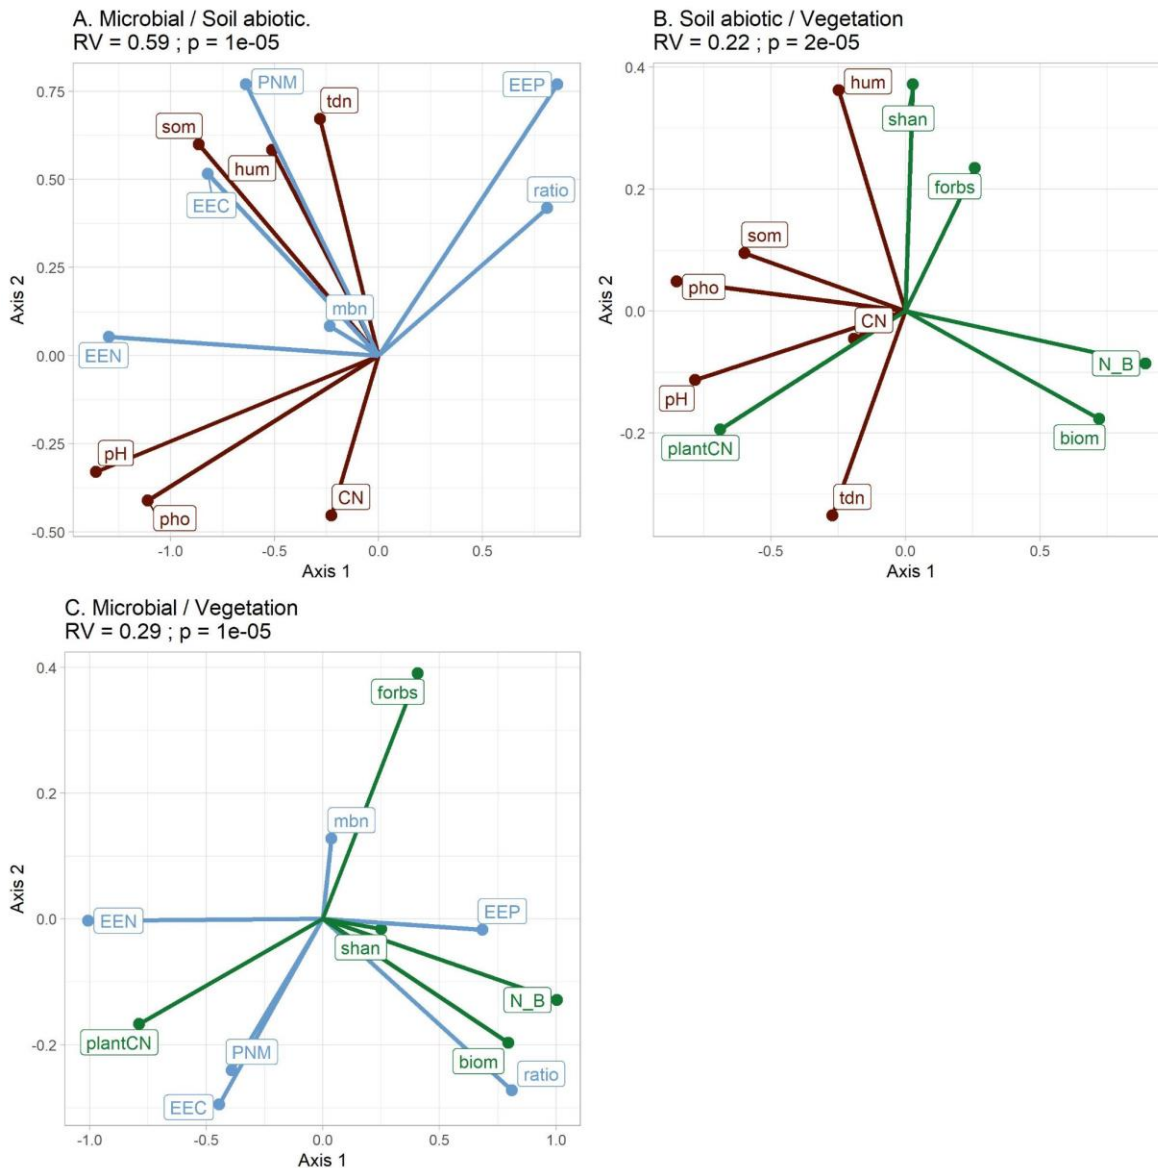 A. Microbial / Soil abiotic.
RV = 0.59 ; p = 1e-05
PNM
EEP
tdn
som
hum
EEC
ratio
mbn
EEN
pH
pho
CN
0.75
0.50
0.25
0.00
-0.25
-0.50
Axis 2
-1.0
-0.5
0.0
0.5
Axis 1
B. Soil abiotic / Vegetation
RV = 0.22 ; p = 2e-05
hum
shan
forbs
som
pho
CN
N_B
pH
biom
plantCN
tdn
0.4
0.2
0.0
-0.2
Axis 2
-0.5
0.0
0.5
Axis 1
C. Microbial / Vegetation
RV = 0.29 ; p = 1e-05
forbs
mbn
EEN
EEP
shan
N_B
plantCN
PNM
biom
ratio
EEC
0.4
0.2
0.0
-0.2
Axis 2
-1.0
-0.5
0.0
0.5
1.0
Axis 1